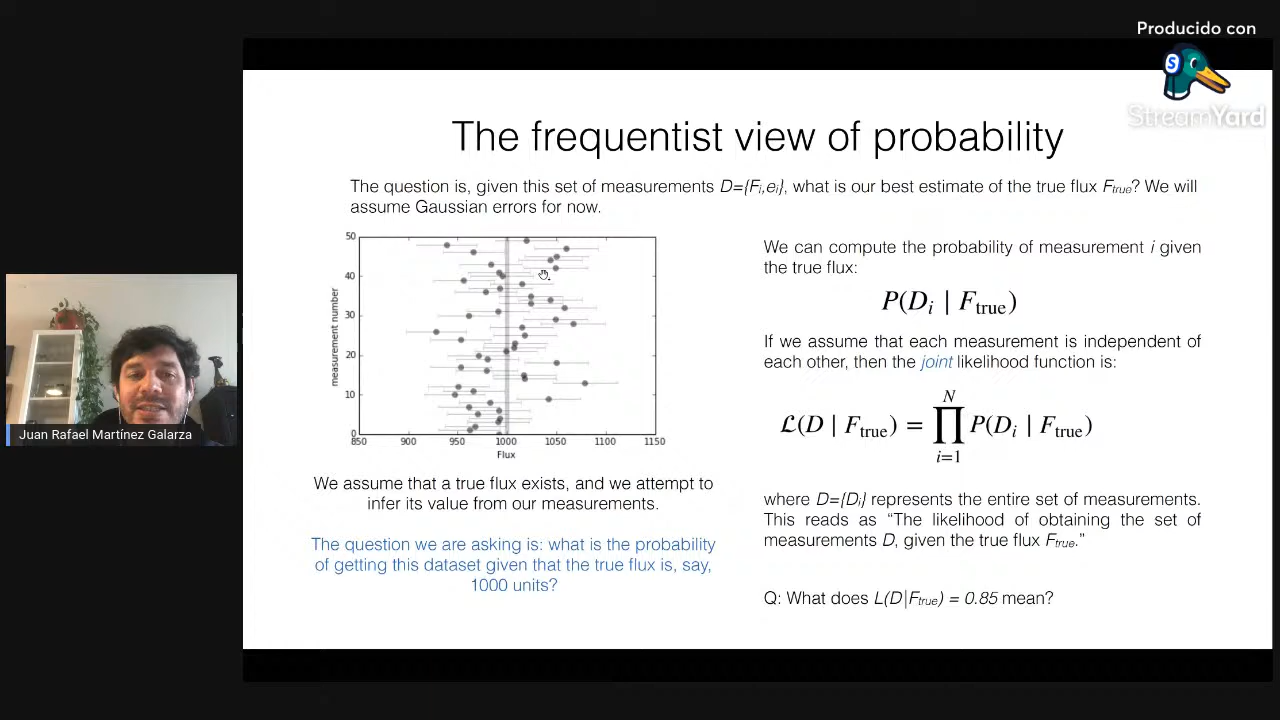 Producido con
StreamYard
The frequentist view of probability
The question is, given this set of measurements D={Fi,ei}, what is our best estimate of the true flux Ftrue? We will
assume Gaussian errors for now.
50
40
30
20
10
0
850 900 950 1000 1050 1100 1150
measurement number
Flux
We assume that a true flux exists, and we attempt to
infer its value from our measurements.
The question we are asking is: what is the probability
of getting this dataset given that the true flux is, say,
1000 units?
We can compute the probability of measurement i given
the true flux:
P(Di | Ftrue)
If we assume that each measurement is independent of
each other, then the joint likelihood function is:
ℒ(D | Ftrue) = ∏ i=1 N P(Di | Ftrue)
where D={Di} represents the entire set of measurements.
This reads as “The likelihood of obtaining the set of
measurements D, given the true flux Ftrue.”
Q: What does L(D|Ftrue) = 0.85 mean?
Juan Rafael Martínez Galarza